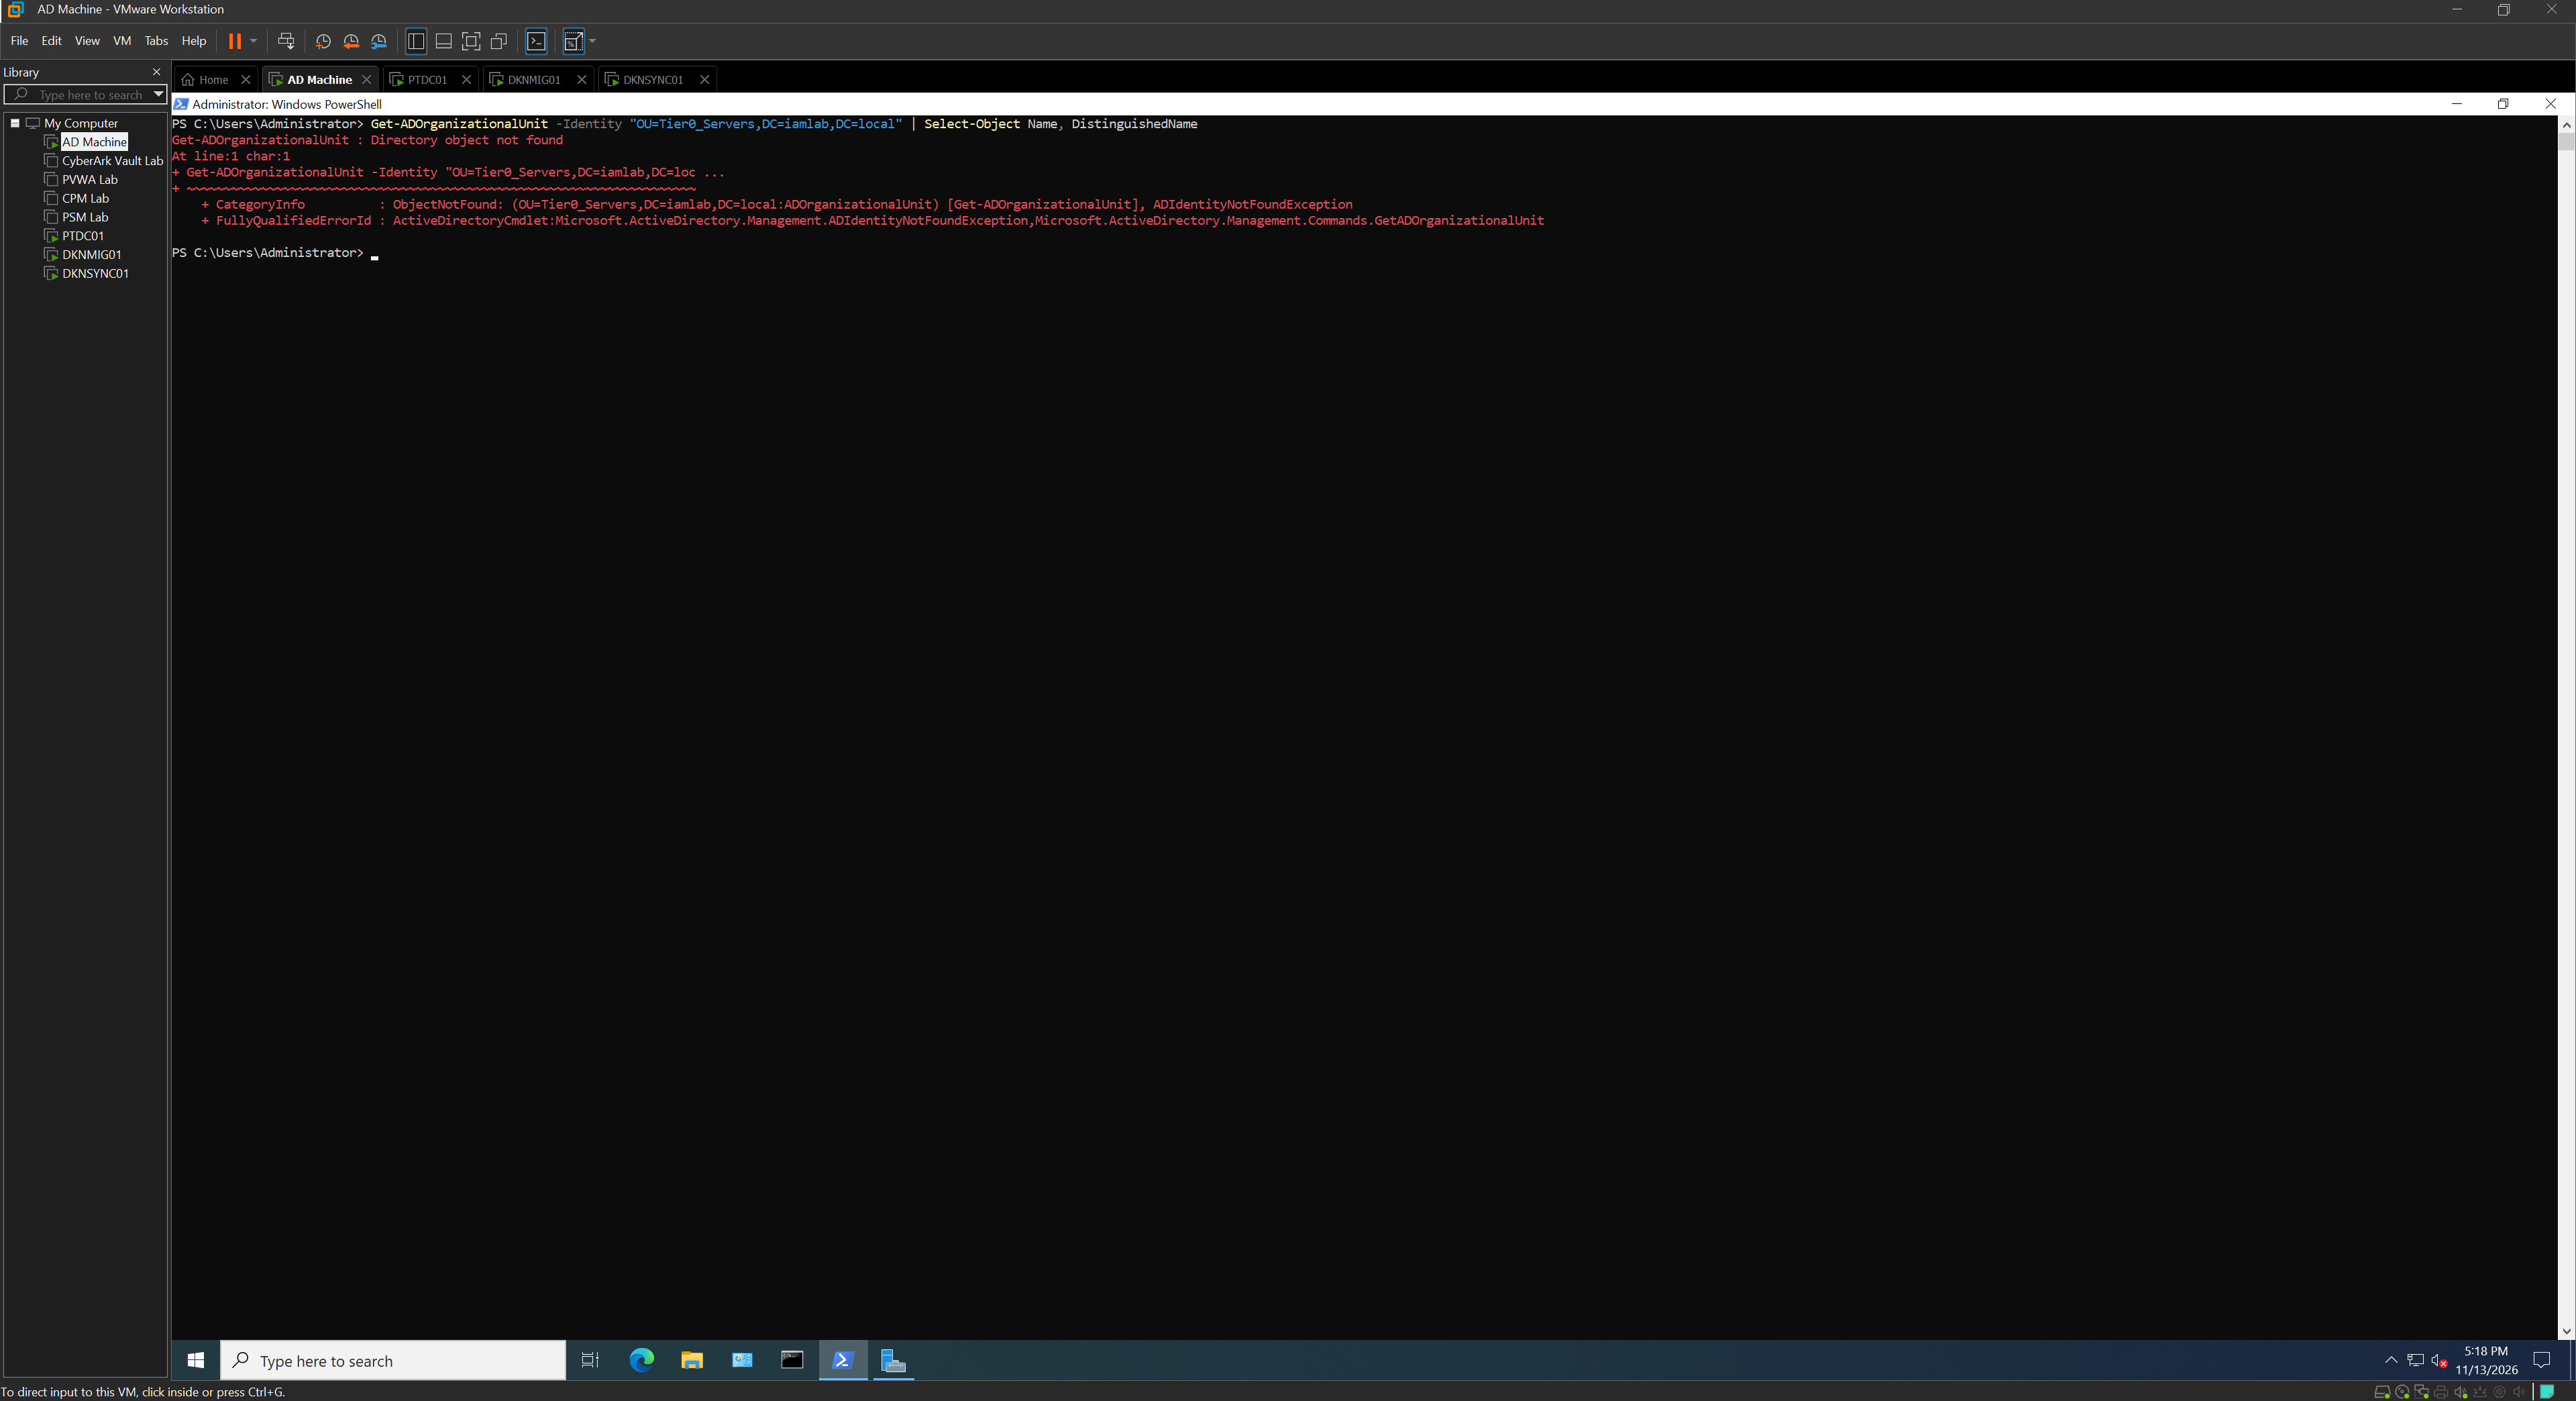 AD Machine - VMware Workstation
File Edit View VM Tabs Help
Library
Type here to search
My Computer
AD Machine
CyberArk Vault Lab
PVWA Lab
CPM Lab
PSM Lab
PTDC01
DKNMIG01
DKNSYNC01
Home AD Machine PTDC01 DKNMIG01 DKNSYNC01
Administrator: Windows PowerShell
PS C:\Users\Administrator> Get-ADOrganizationalUnit -Identity "OU=Tier0_Servers,DC=iamlab,DC=local" | Select-Object Name, DistinguishedName
Get-ADOrganizationalUnit : Directory object not found
At line:1 char:1
+ Get-ADOrganizationalUnit -Identity "OU=Tier0_Servers,DC=iamlab,DC=loc ...
+ ~~~~~~~~~~~~~~~~~~~~~~~~~~~~~~~~~~~~~~~~~~~~~~~~~~~~~~~~~~~~~~~~~~~~~
+ CategoryInfo : ObjectNotFound: (OU=Tier0_Servers,DC=iamlab,DC=local:ADOrganizationalUnit) [Get-ADOrganizationalUnit], ADIdentityNotFoundException
+ FullyQualifiedErrorId : ActiveDirectoryCmdlet:Microsoft.ActiveDirectory.Management.ADIdentityNotFoundException,Microsoft.ActiveDirectory.Management.Commands.GetADOrganizationalUnit
PS C:\Users\Administrator>
Type here to search
5:18 PM
11/13/2026
To direct input to this VM, click inside or press Ctrl+G.